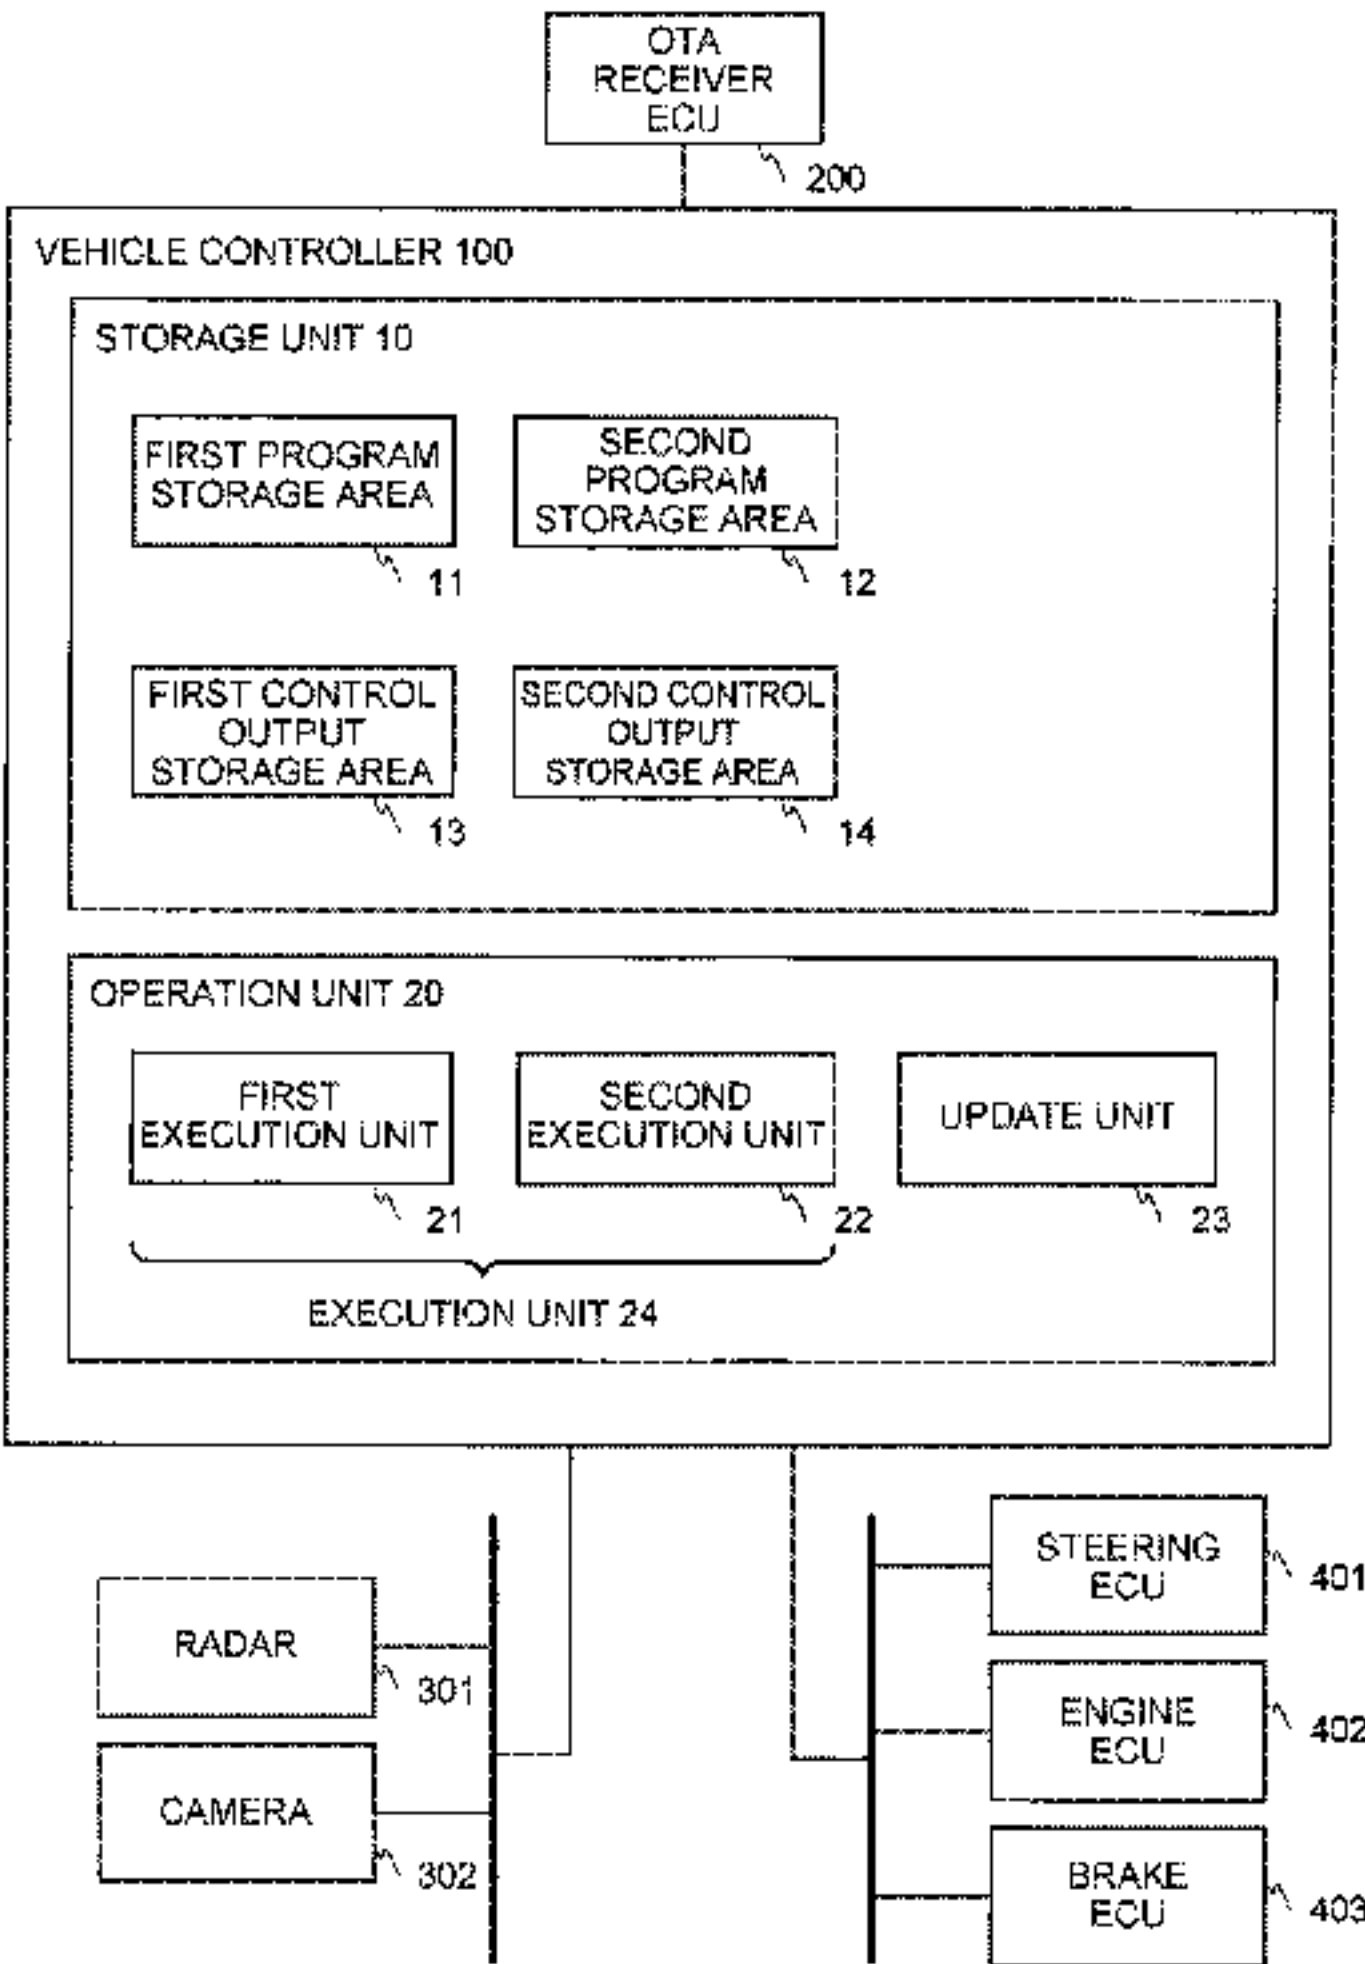 OTA
RECEIVER
ECU
200
VEHICLE CONTROLLER 100
STORAGE UNIT 10
FIRST PROGRAM
STORAGE AREA
11
SECOND
PROGRAM
STORAGE AREA
12
FIRST CONTROL
OUTPUT
STORAGE AREA
13
SECOND CONTROL
OUTPUT
STORAGE AREA
14
OPERATION UNIT 20
FIRST
EXECUTION UNIT
21
SECOND
EXECUTION UNIT
22
UPDATE UNIT
23
EXECUTION UNIT 24
RADAR
301
CAMERA
302
STEERING
ECU
401
ENGINE
ECU
402
BRAKE
ECU
403